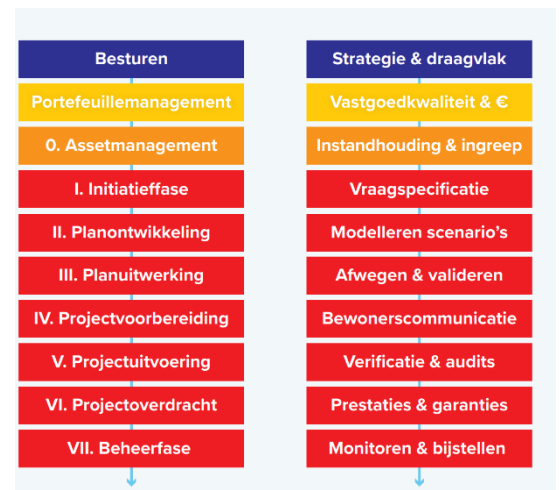 Besturen
Portefeuillemanagement
0. Assetmanagement
I. Initiatieffase
II. Planontwikkeling
III. Planuitwerking
IV. Projectvoorbereiding
V. Projectuitvoering
VI. Projectoverdracht
VII. Beheerfase
Strategie & draagvlak
Vastgoedkwaliteit & €
Instandhouding & ingreep
Vraagspecificatie
Modelleren scenario's
Afwegen & valideren
Bewonerscommunicatie
Verificatie & audits
Prestaties & garanties
Monitoren & bijstellen